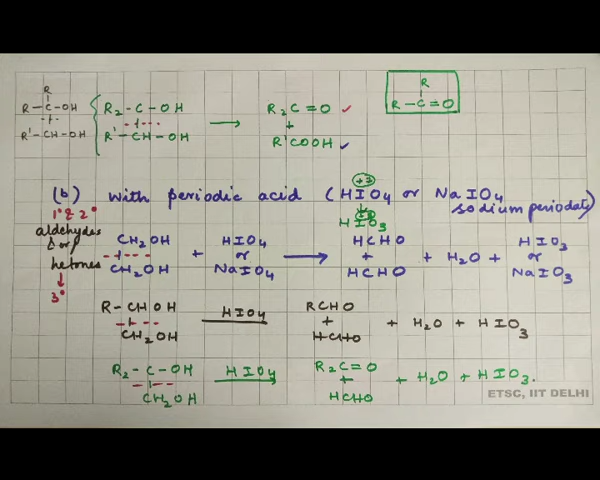 R
R–C–OH
R'–CH–OH
R2–C–OH
R'–CH–OH
→
R2C=O ✓
+
R'COOH ✓
R
R–C=O
(b) with periodic acid (HIO4 or NaIO4
sodium periodate)
+7
↓
+5
HIO3
1° & 2°
aldehydes
& or
ketones
↓
3°
CH2OH
CH2OH
+
HIO4
or
NaIO4
→
HCHO
+
HCHO
+ H2O +
HIO3
or
NaIO3
R–CHOH
CH2OH
HIO4
RCHO
+
HCHO
+ H2O + HIO3
R2–C–OH
CH2OH
HIO4
→
R2C=O
+
HCHO
+ H2O + HIO3.
ETSC, IIT DELHI